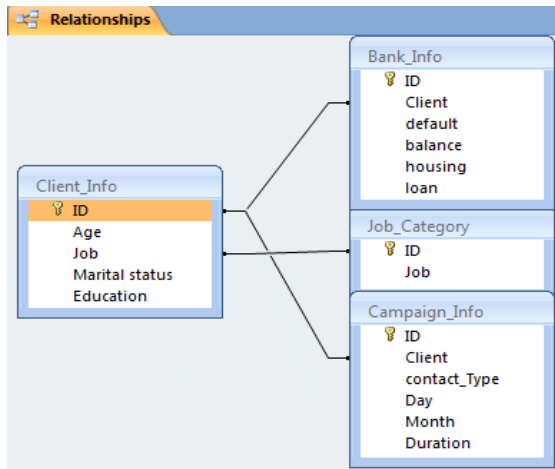 Relationships
Client_Info
ID
Age
Job
Marital status
Education
Bank_Info
ID
Client
default
balance
housing
loan
Job_Category
ID
Job
Campaign_Info
ID
Client
contact_Type
Day
Month
Duration